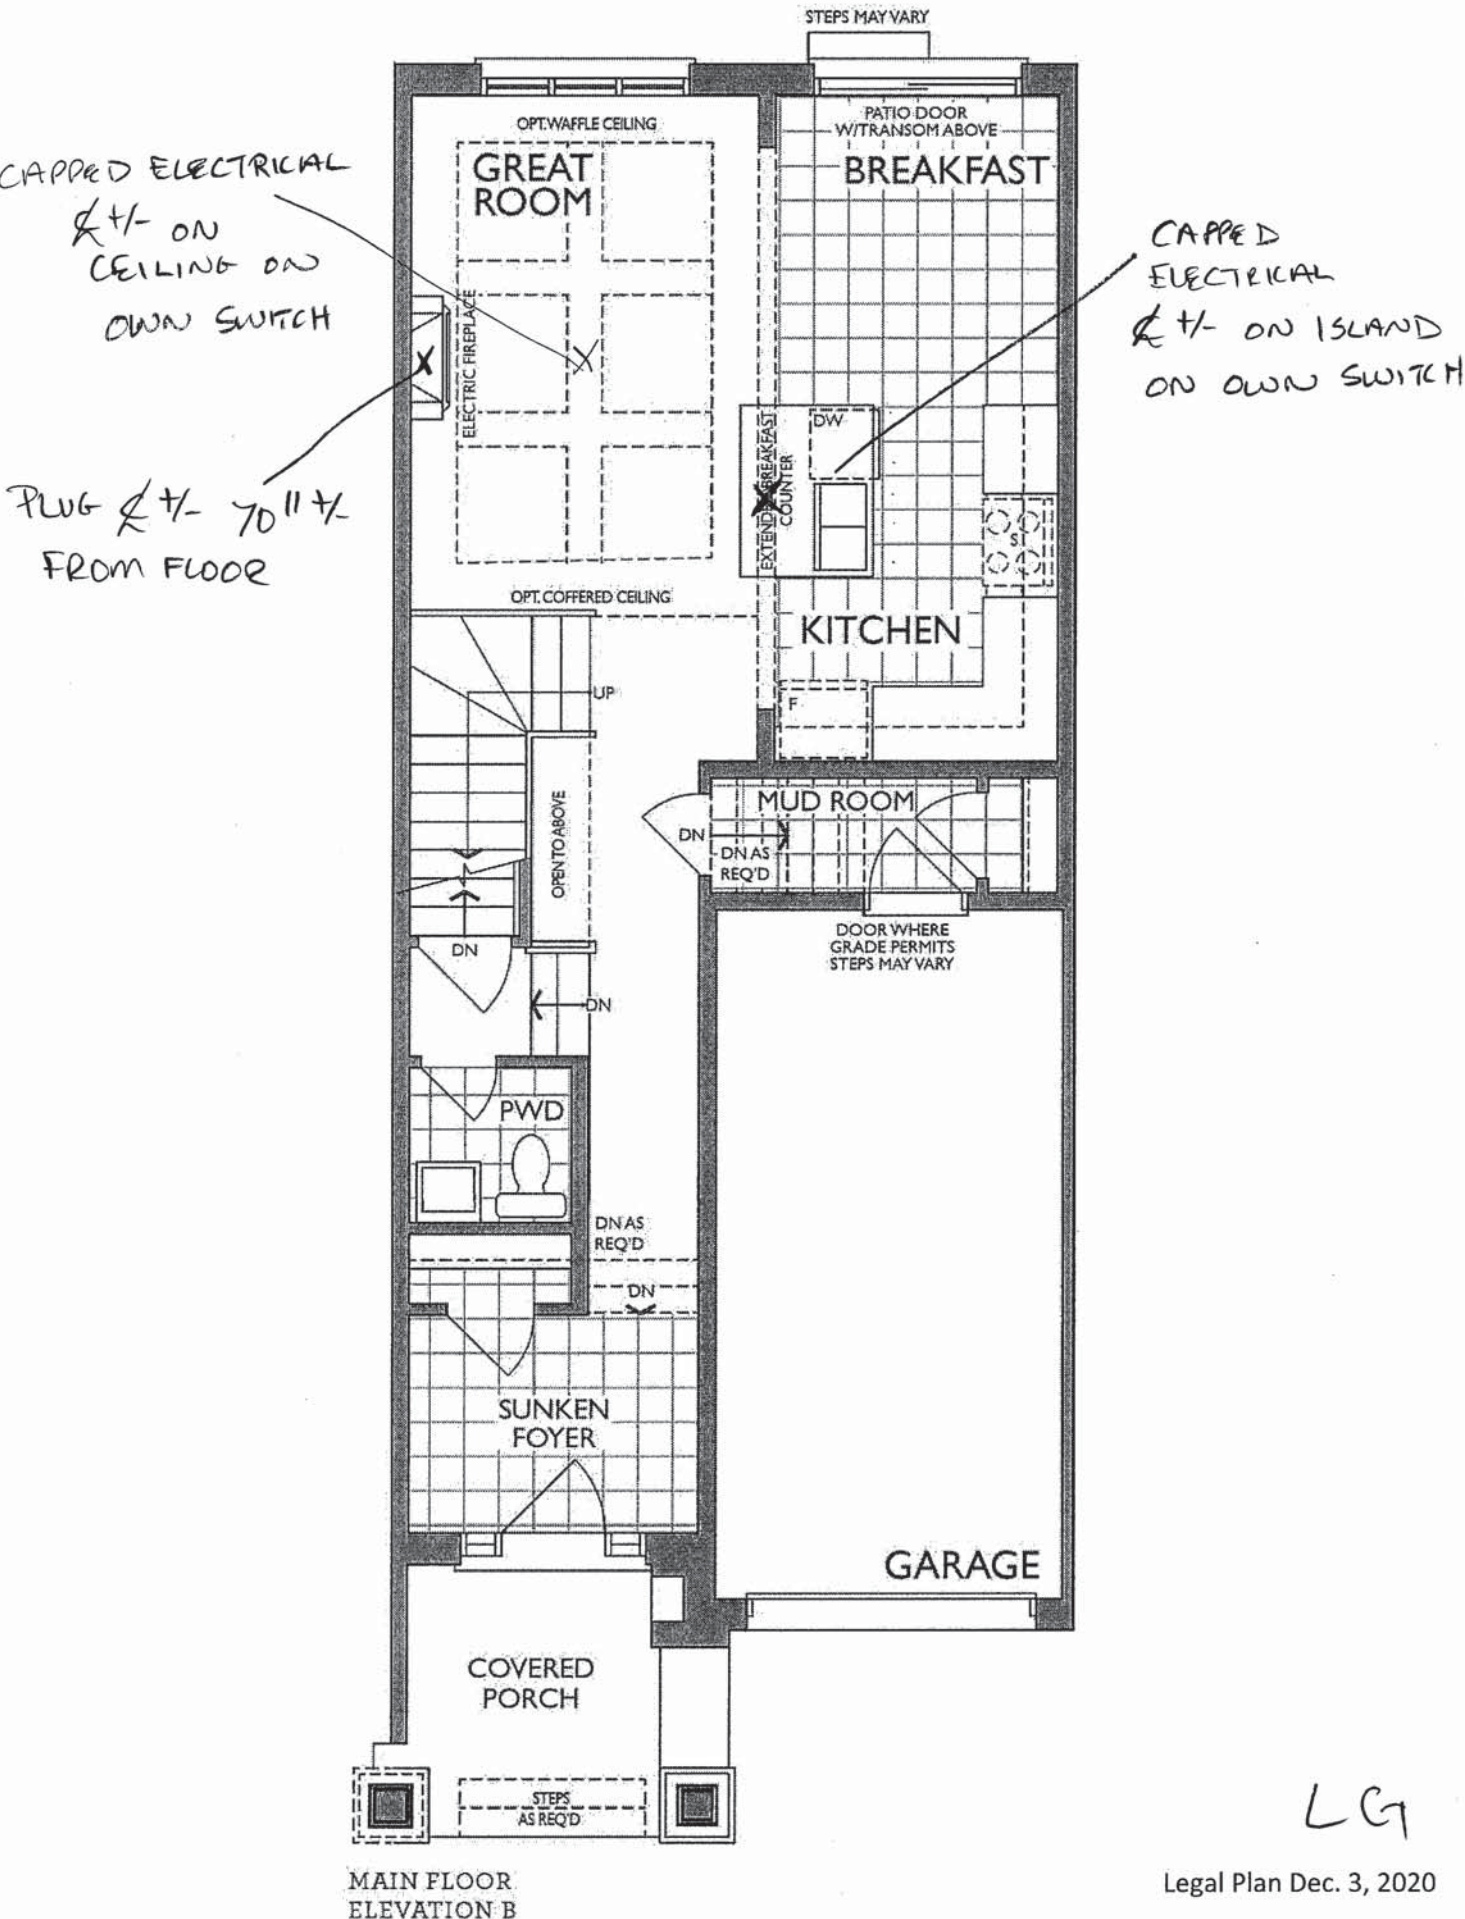 STEPS MAY VARY
OPT. WAFFLE CEILING
GREAT
ROOM
PATIO DOOR
W/TRANSOM ABOVE
BREAKFAST
CAPPED ELECTRICAL
℄ +/- ON
CEILING ON
OWN SWITCH
CAPPED
ELECTRICAL
℄ +/- ON ISLAND
ON OWN SWITCH
ELECTRIC FIREPLACE
PLUG ℄ +/- 70" +/-
FROM FLOOR
DW
EXTENDED BREAKFAST
COUNTER
S
OPT. COFFERED CEILING
KITCHEN
UP
F
OPEN TO ABOVE
MUD ROOM
DN
DN AS
REQ'D
DOOR WHERE
GRADE PERMITS
STEPS MAY VARY
DN
DN
PWD
DN AS
REQ'D
DN
SUNKEN
FOYER
GARAGE
COVERED
PORCH
STEPS
AS REQ'D
LG
MAIN FLOOR
ELEVATION B
Legal Plan Dec. 3, 2020